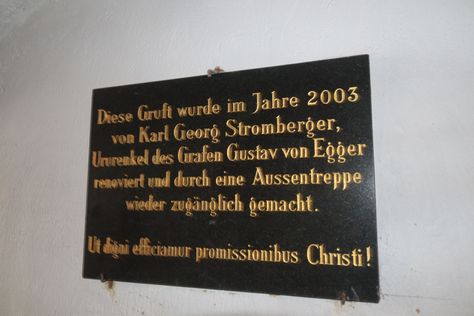 Diese Gruft wurde im Jahre 2003
von Karl Georg Stromberger,
Ururenkel des Grafen Gustav von Egger
renoviert und durch eine Aussentreppe
wieder zugänglich gemacht.
Ut digni efficiamur promissionibus Christi!